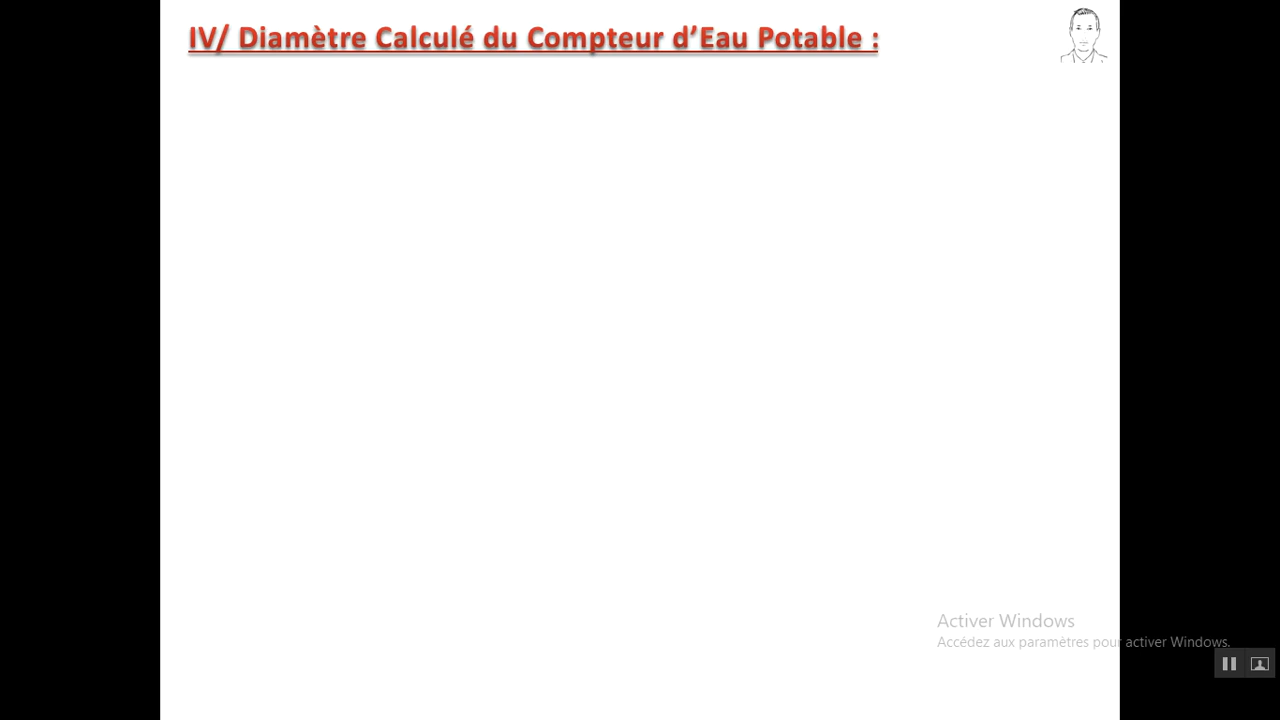 IV/ Diamètre Calculé du Compteur d’Eau Potable :
Activer Windows
Accédez aux paramètres pour activer Windows.